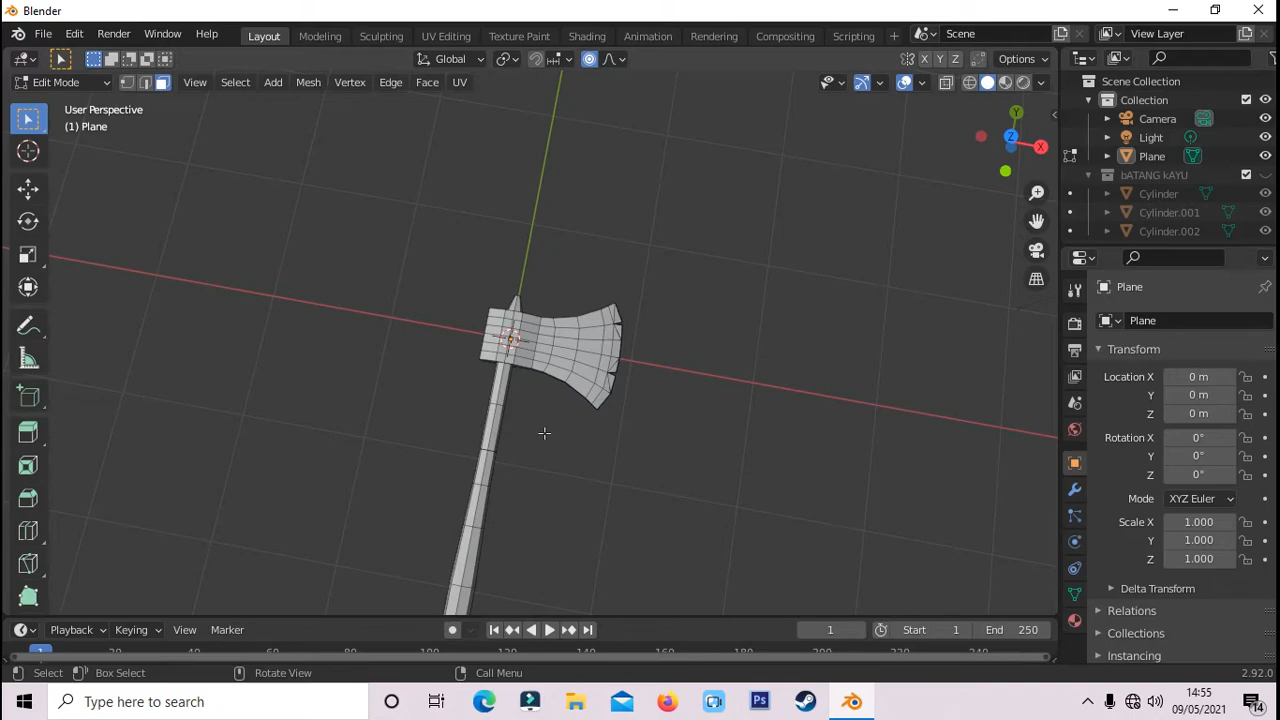 Blender
File Edit Render Window Help Layout Modeling Sculpting UV Editing Texture Paint Shading Animation Rendering Compositing Scripting + Scene View Layer
Global X Y Z Options
Edit Mode View Select Add Mesh Vertex Edge Face UV
User Perspective
(1) Plane
Y
Z
X
Scene Collection
Collection
Camera
Light
Plane
bATANG kAYU
Cylinder
Cylinder.001
Cylinder.002
Plane
Plane
Transform
Location X 0 m
Y 0 m
Z 0 m
Rotation X 0°
Y 0°
Z 0°
Mode XYZ Euler
Scale X 1.000
Y 1.000
Z 1.000
Delta Transform
Relations
Collections
Instancing
Playback Keying View Marker 1 Start 1 End 250
1
Select Box Select Rotate View Call Menu 2.92.0
Type here to search Ps 14:55
09/05/2021 14